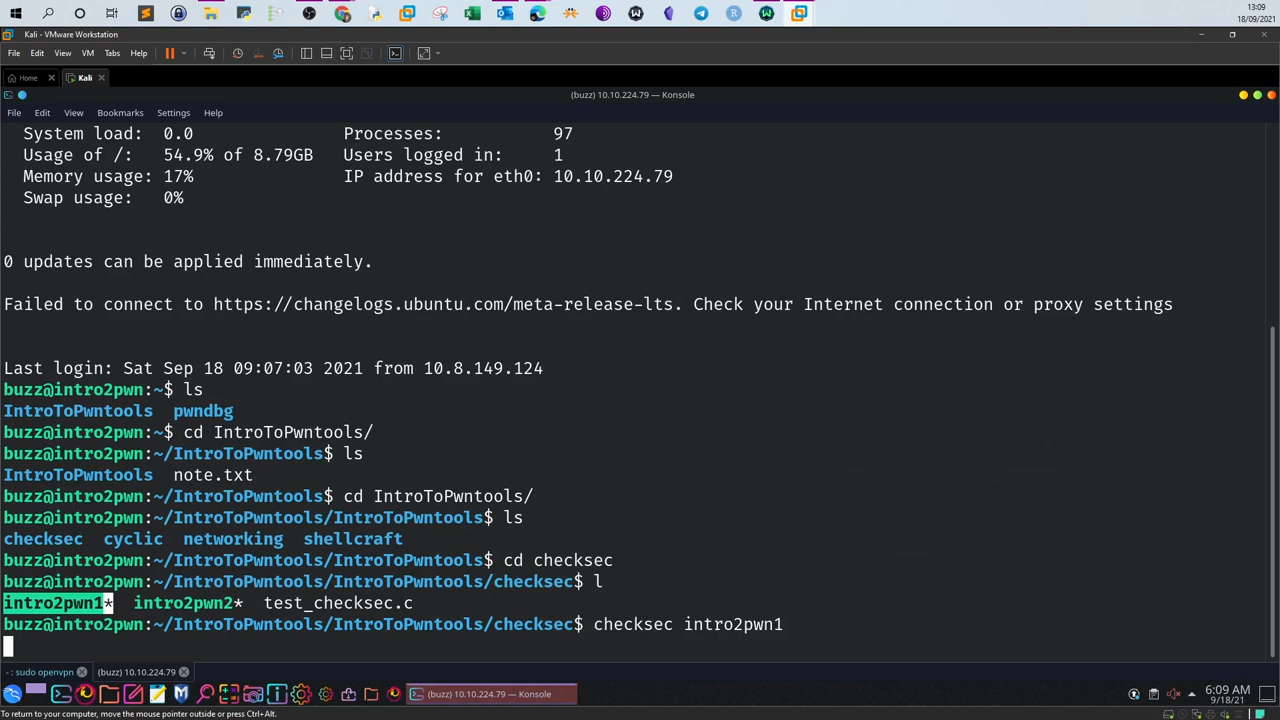 13:09
18/09/2021
Kali - VMware Workstation
File Edit View VM Tabs Help
Home Kali
(buzz) 10.10.224.79 — Konsole
File Edit View Bookmarks Settings Help
System load: 0.0 Processes: 97
Usage of /: 54.9% of 8.79GB Users logged in: 1
Memory usage: 17% IP address for eth0: 10.10.224.79
Swap usage: 0%
0 updates can be applied immediately.
Failed to connect to https://changelogs.ubuntu.com/meta-release-lts. Check your Internet connection or proxy settings
Last login: Sat Sep 18 09:07:03 2021 from 10.8.149.124
buzz@intro2pwn:~$ ls
IntroToPwntools pwndbg
buzz@intro2pwn:~$ cd IntroToPwntools/
buzz@intro2pwn:~/IntroToPwntools$ ls
IntroToPwntools note.txt
buzz@intro2pwn:~/IntroToPwntools$ cd IntroToPwntools/
buzz@intro2pwn:~/IntroToPwntools/IntroToPwntools$ ls
checksec cyclic networking shellcraft
buzz@intro2pwn:~/IntroToPwntools/IntroToPwntools$ cd checksec
buzz@intro2pwn:~/IntroToPwntools/IntroToPwntools/checksec$ l
intro2pwn1* intro2pwn2* test_checksec.c
buzz@intro2pwn:~/IntroToPwntools/IntroToPwntools/checksec$ checksec intro2pwn1
- : sudo openvpn (buzz) 10.10.224.79
(buzz) 10.10.224.79 — Konsole
6:09 AM
9/18/21
To return to your computer, move the mouse pointer outside or press Ctrl+Alt.